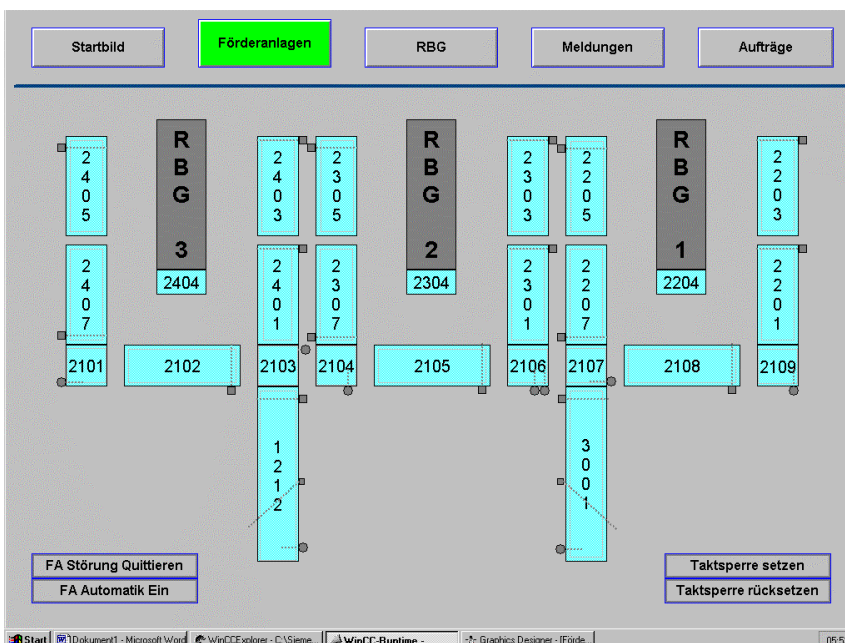 Startbild
Förderanlagen
RBG
Meldungen
Aufträge
2405
RBG 3
2403
2305
RBG 2
2303
2205
RBG 1
2203
2407
2404
2401
2307
2304
2301
2207
2204
2201
2101
2102
2103
2104
2105
2106
2107
2108
2109
1212
3001
FA Störung Quittieren
Taktsperre setzen
FA Automatik Ein
Taktsperre rücksetzen
Start
Dokument1 - Microsoft Word
WinCCExplorer - C:\Sieme...
WinCC-Runtime -
Graphics Designer - [Förde...
05:5